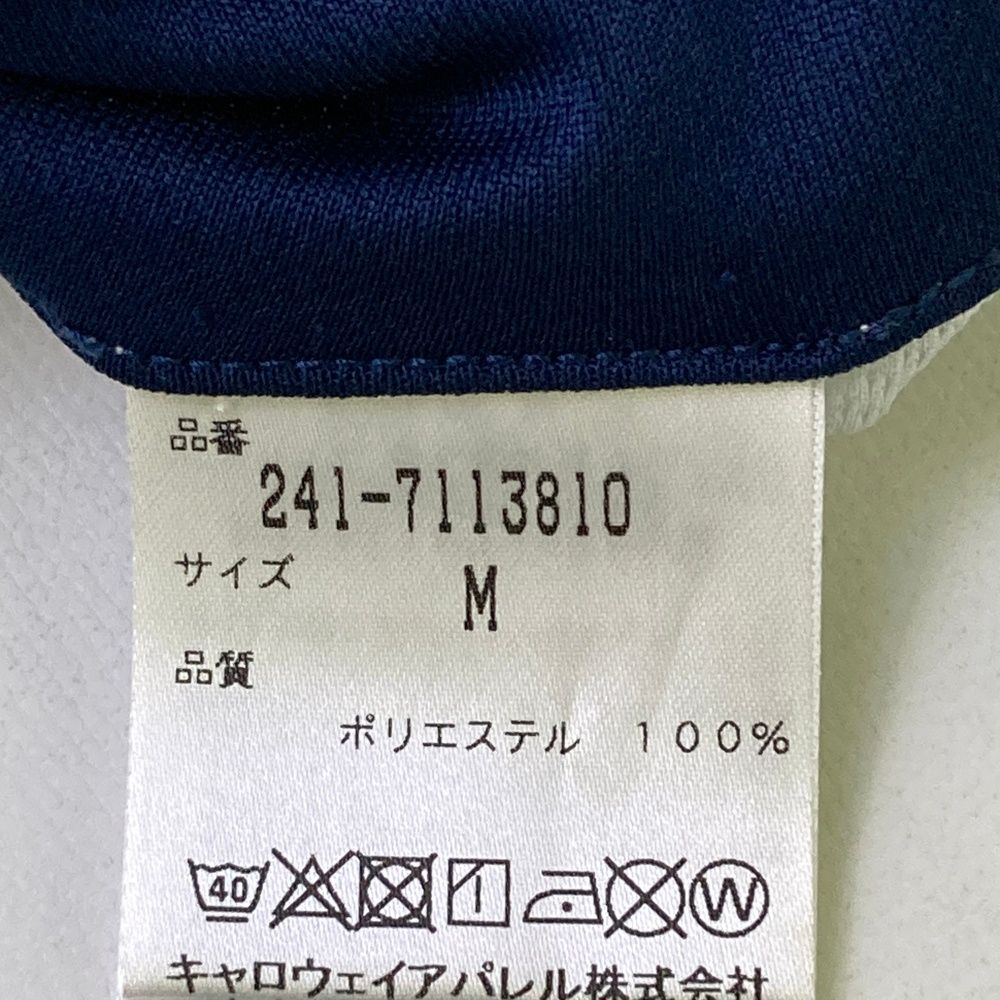 品番
241-7113810
サイズ
M
品質
ポリエステル 100%
40 W
キャロウェイアパレル株式会社